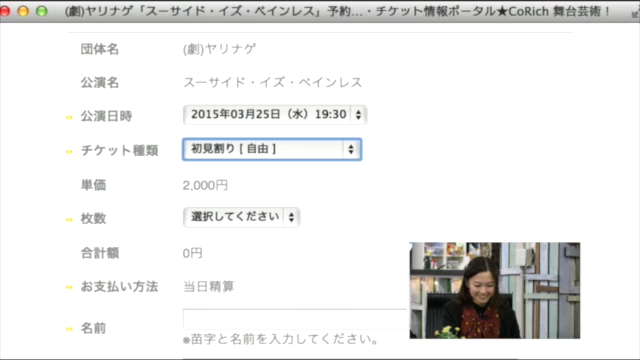 (劇)ヤリナゲ「スーサイド・イズ・ペインレス」予約...・チケット情報ポータル★CoRich 舞台芸術！
団体名 (劇)ヤリナゲ
公演名 スーサイド・イズ・ペインレス
公演日時 2015年03月25日（水）19:30
チケット種類 初見割り [ 自由 ]
単価 2,000円
枚数 選択してください
合計額 0円
お支払い方法 当日精算
名前
※苗字と名前を入力してください。